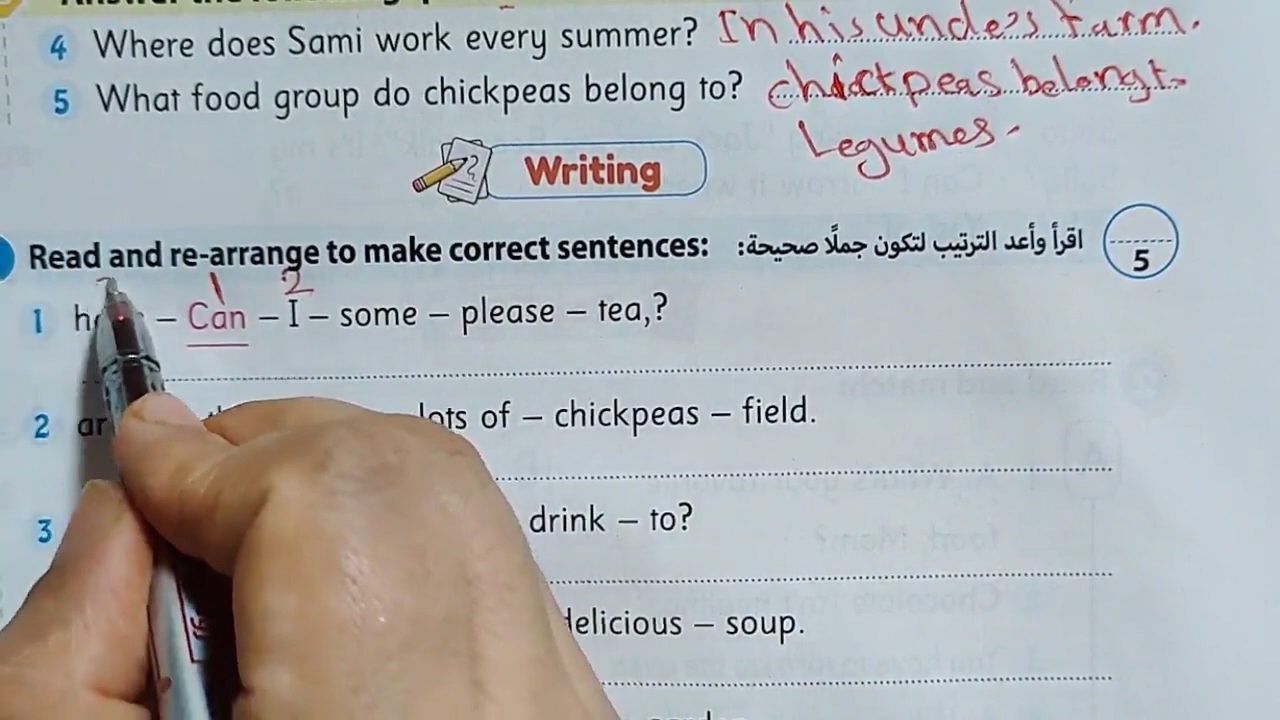 4 Where does Sami work every summer? In his uncle's farm.
5 What food group do chickpeas belong to? chickpeas belong to
Legumes.
Writing
Read and re-arrange to make correct sentences: اقرأ وأعد الترتيب لتكون جملًا صحيحة:
5
1 2
1 – Can – I – some – please – tea,?
2 lots of – chickpeas – field.
3 drink – to?
delicious – soup.